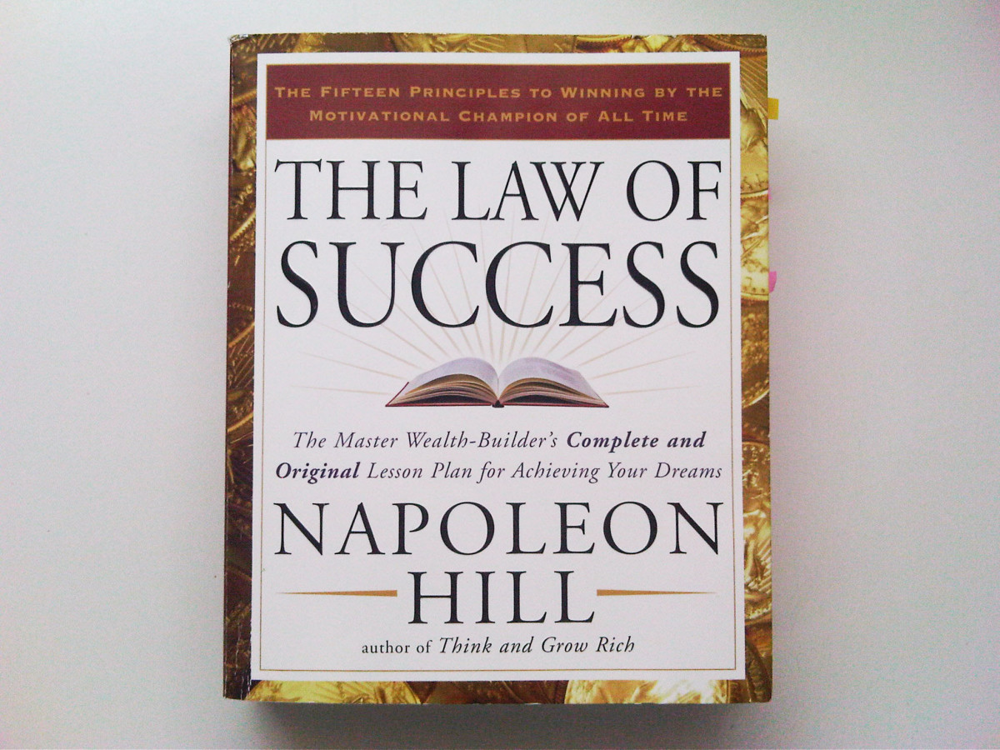 THE FIFTEEN PRINCIPLES TO WINNING BY THE
MOTIVATIONAL CHAMPION OF ALL TIME
THE LAW OF
SUCCESS
The Master Wealth-Builder's Complete and
Original Lesson Plan for Achieving Your Dreams
NAPOLEON
HILL
author of Think and Grow Rich